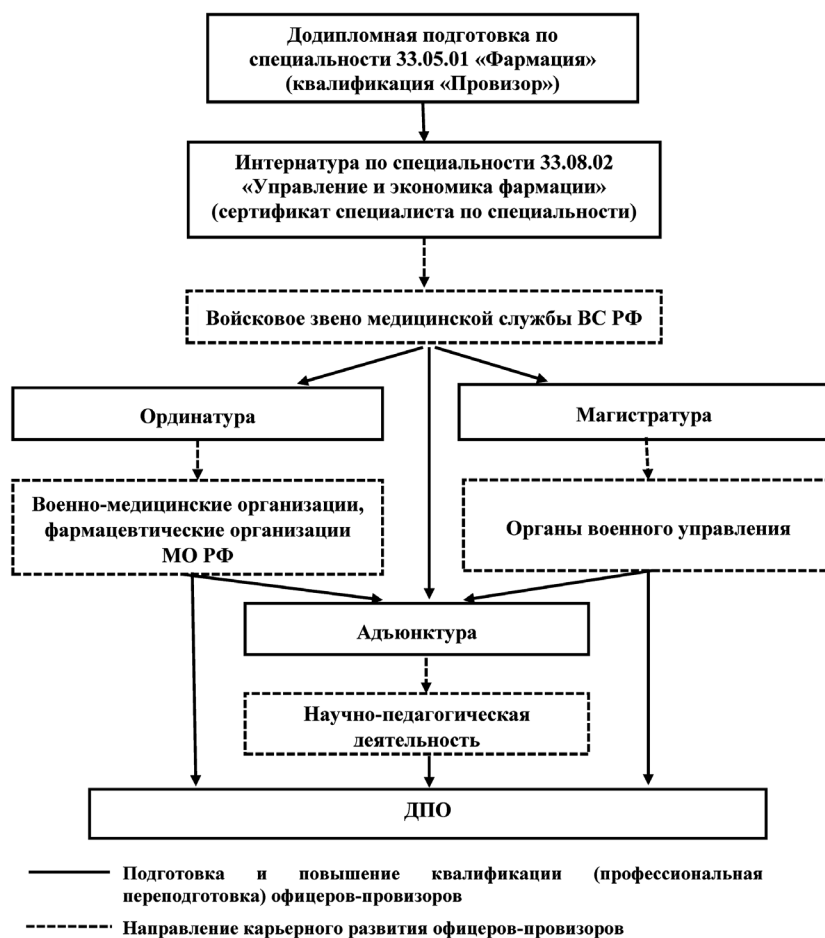 Додипломная подготовка по
специальности 33.05.01 «Фармация»
(квалификация «Провизор»)
Интернатура по специальности 33.08.02
«Управление и экономика фармации»
(сертификат специалиста по специальности)
Войсковое звено медицинской службы ВС РФ
Ординатура
Магистратура
Военно-медицинские организации,
фармацевтические организации
МО РФ
Органы военного управления
Адъюнктура
Научно-педагогическая
деятельность
ДПО
Подготовка и повышение квалификации (профессиональная
переподготовка) офицеров-провизоров
Направление карьерного развития офицеров-провизоров